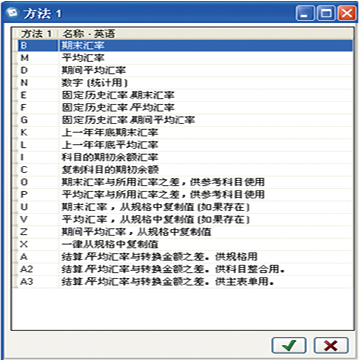 方法 1
方法 1 名称 - 英语
B 期末汇率
M 平均汇率
D 期间平均汇率
N 数字 (统计用)
E 固定历史汇率,期末汇率
F 固定历史汇率/平均汇率
G 固定历史汇率,期间平均汇率
K 上一年年底期末汇率
L 上一年年底平均汇率
I 科目的期初余额汇率
C 复制科目的期初余额
O 期末汇率与所用汇率之差，供参考科目使用
P 平均汇率与所用汇率之差，供参考科目使用
U 期末汇率，从规格中复制值(如果存在)
V 平均汇率，从规格中复制值(如果存在)
Z 期间平均汇率，从规格中复制值
X 一律从规格中复制值
A 结算/平均汇率与转换金额之差。供规格用
A2 结算/平均汇率与转换金额之差。供科目整合用。
A3 结算/平均汇率与转换金额之差。供主表单用。